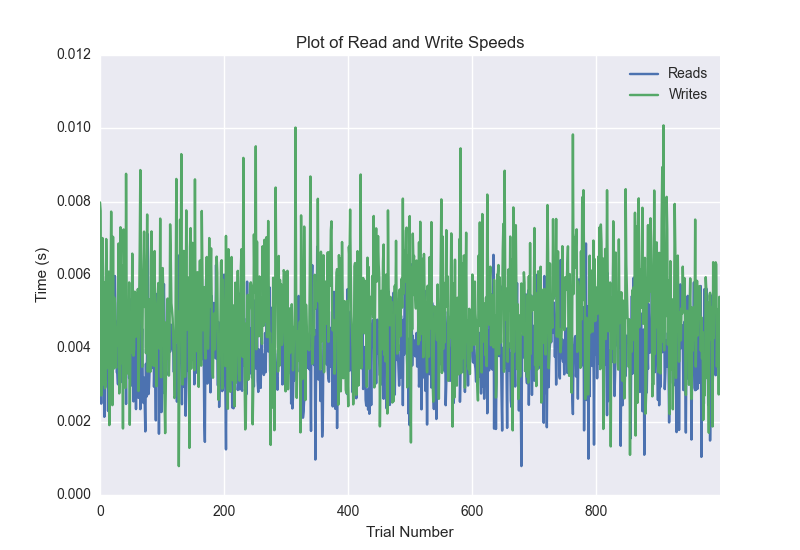 Plot of Read and Write Speeds
0.012
0.010
0.008
0.006
0.004
0.002
0.000
Time (s)
Reads
Writes
0 200 400 600 800
Trial Number